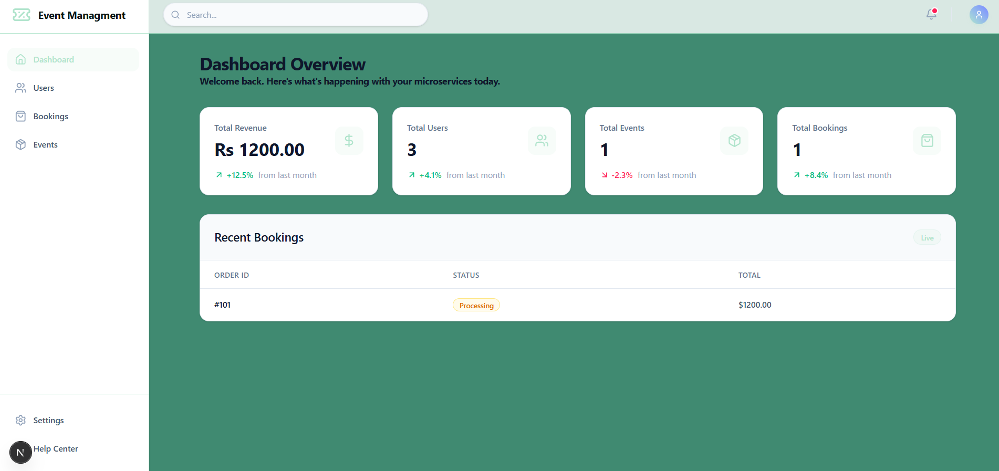 Event Managment
Search...
Dashboard
Users
Bookings
Events
Settings
Help Center
N
Dashboard Overview
Welcome back. Here's what's happening with your microservices today.
Total Revenue
Rs 1200.00
+12.5% from last month
Total Users
3
+4.1% from last month
Total Events
1
-2.3% from last month
Total Bookings
1
+8.4% from last month
Recent Bookings
Live
ORDER ID STATUS TOTAL
#101 Processing $1200.00